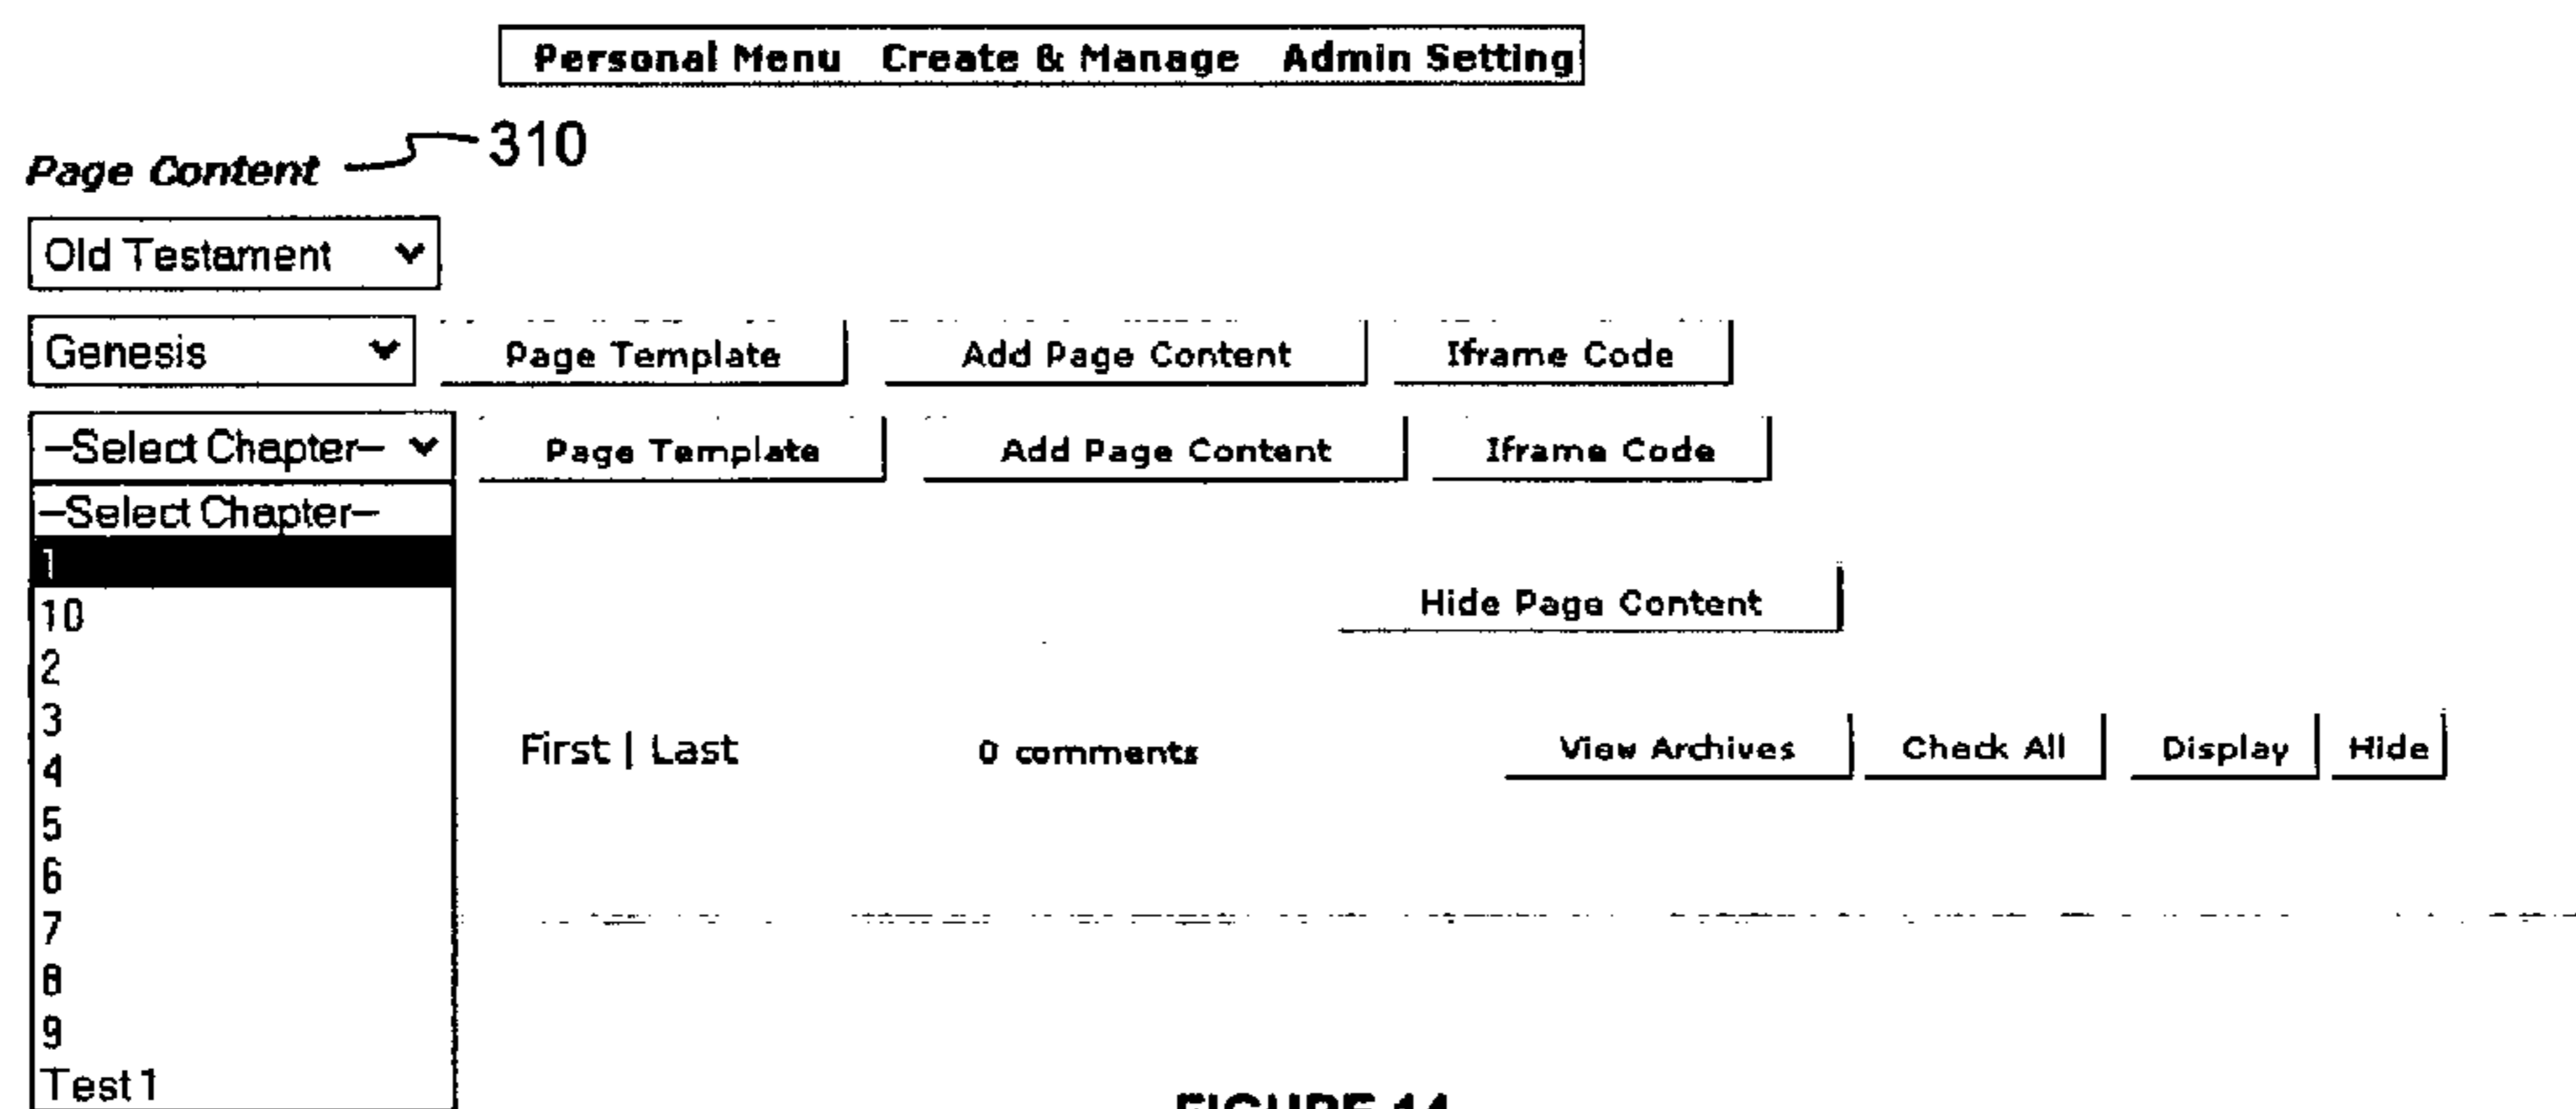 Personal Menu Create & Manage Admin Setting
310
Page Content
Old Testament
Genesis Page Template Add Page Content Iframe Code
–Select Chapter– Page Template Add Page Content Iframe Code
–Select Chapter–
1
Hide Page Content
10
2
3
First | Last 0 comments View Archives Check All Display Hide
4
5
6
7
8
9
Test 1